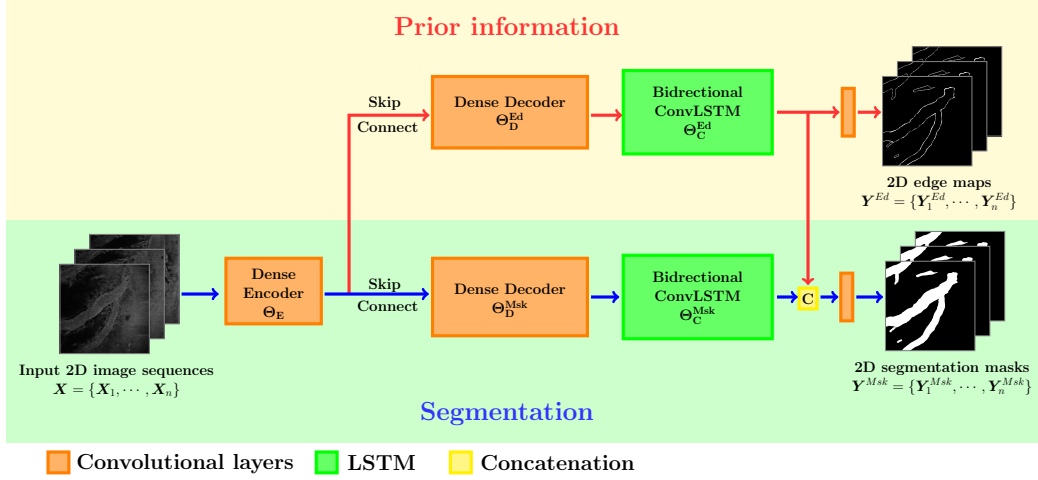 Prior information
Skip
Connect
Dense Decoder
Θ_D^Ed
Bidrectional
ConvLSTM
Θ_C^Ed
2D edge maps
Y^Ed = {Y_1^Ed, ⋯ , Y_n^Ed}
Dense
Encoder
Θ_E
Skip
Connect
Dense Decoder
Θ_D^Msk
Bidrectional
ConvLSTM
Θ_C^Msk
C
Input 2D image sequences
X = {X_1, ⋯ , X_n}
2D segmentation masks
Y^Msk = {Y_1^Msk, ⋯ , Y_n^Msk}
Segmentation
Convolutional layers
LSTM
Concatenation